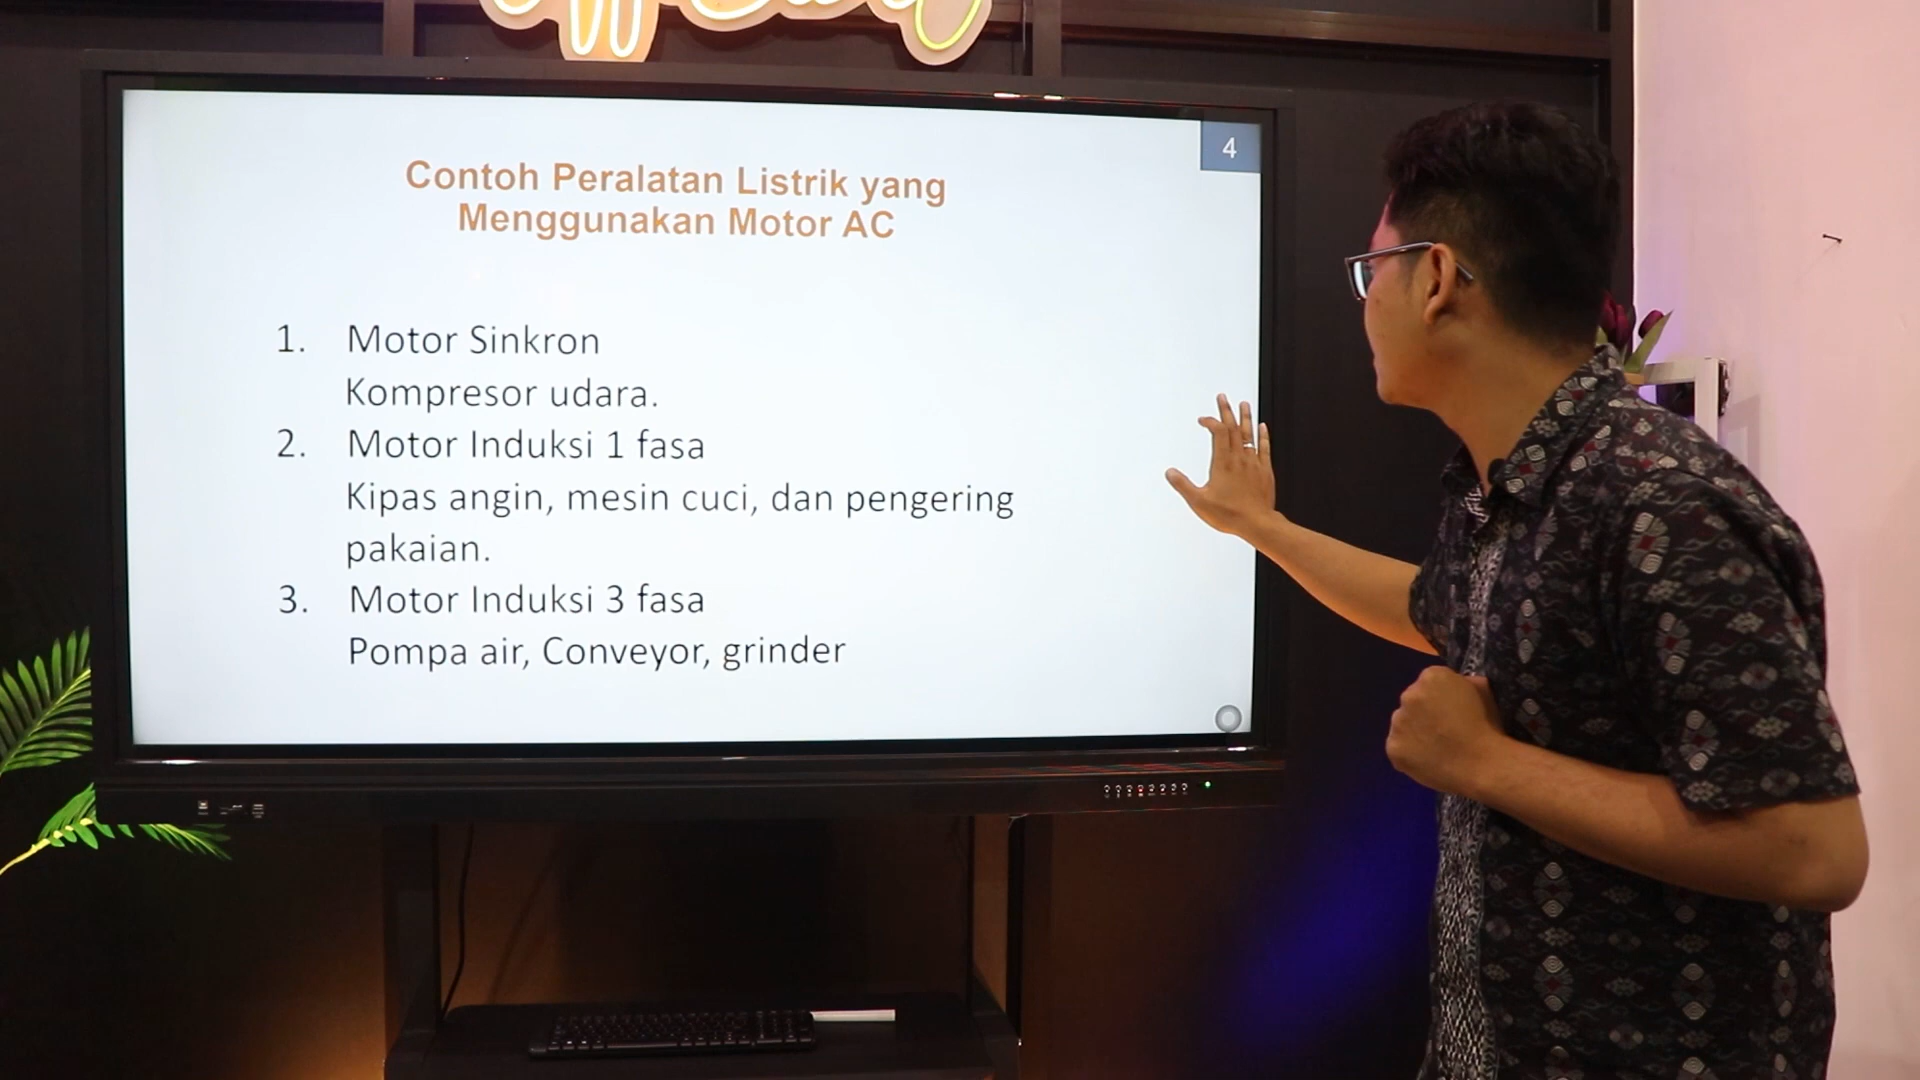 4
Contoh Peralatan Listrik yang
Menggunakan Motor AC
1. Motor Sinkron
Kompresor udara.
2. Motor Induksi 1 fasa
Kipas angin, mesin cuci, dan pengering
pakaian.
3. Motor Induksi 3 fasa
Pompa air, Conveyor, grinder